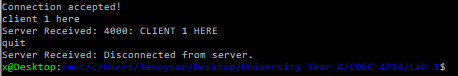 Connection accepted!
client 1 here
Server Received: 4000: CLIENT 1 HERE
quit
Server Received: Disconnected from server.
x@Desktop:/mnt/c/Users/Tennyson/Desktop/University Year 4/COSC 4P14/Lab 1$